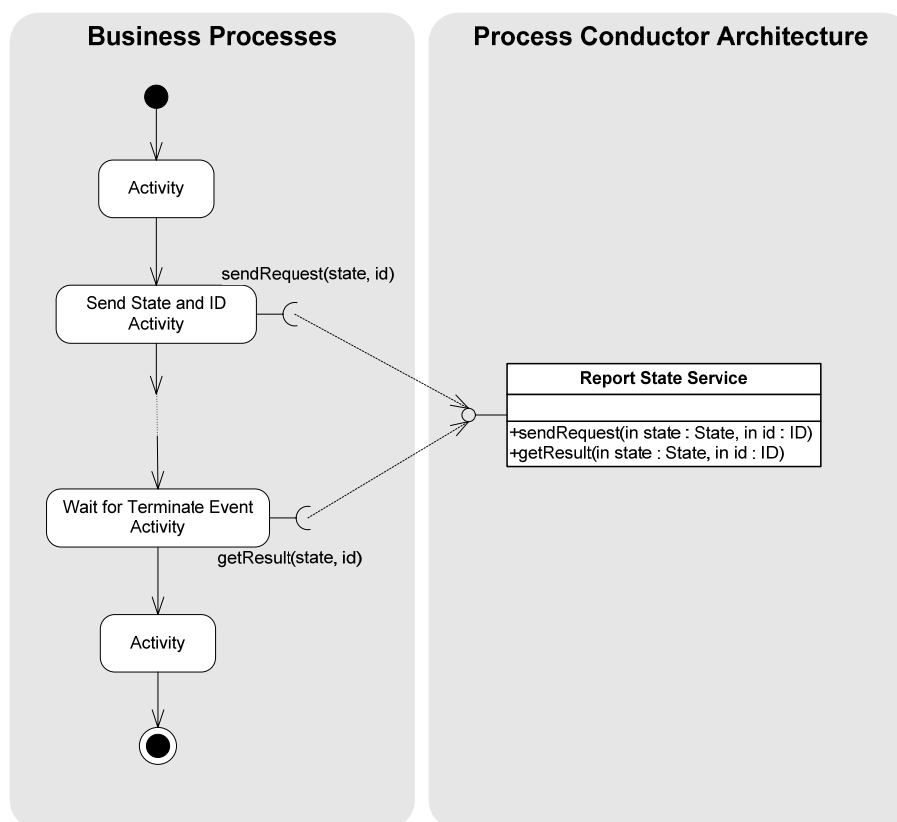 Business Processes
Process Conductor Architecture
Activity
sendRequest(state, id)
Send State and ID
Activity
Report State Service
+sendRequest(in state : State, in id : ID)
+getResult(in state : State, in id : ID)
Wait for Terminate Event
Activity
getResult(state, id)
Activity